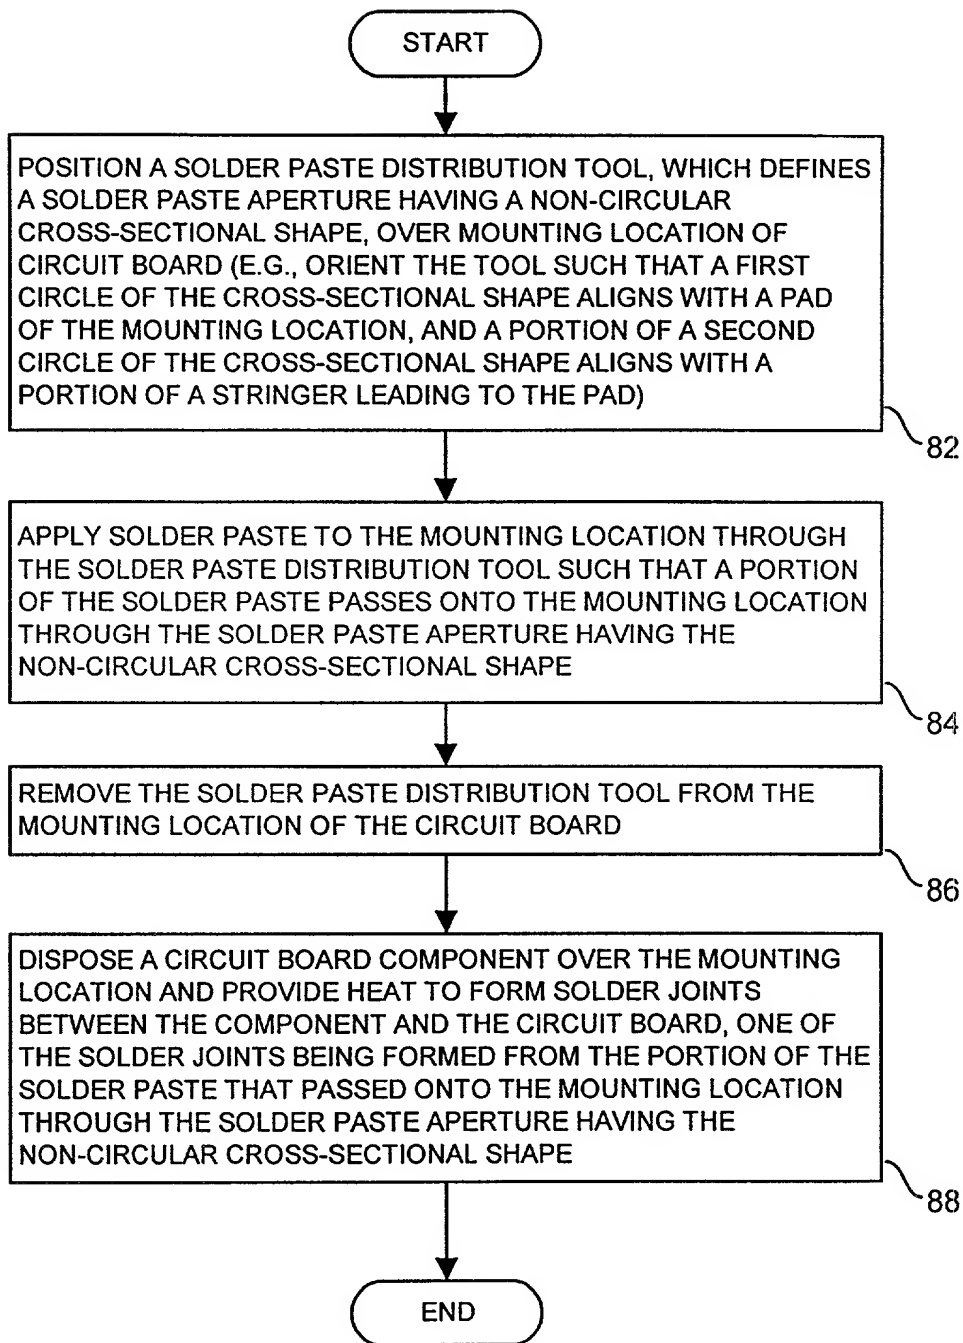 START
POSITION A SOLDER PASTE DISTRIBUTION TOOL, WHICH DEFINES
A SOLDER PASTE APERTURE HAVING A NON-CIRCULAR
CROSS-SECTIONAL SHAPE, OVER MOUNTING LOCATION OF
CIRCUIT BOARD (E.G., ORIENT THE TOOL SUCH THAT A FIRST
CIRCLE OF THE CROSS-SECTIONAL SHAPE ALIGNS WITH A PAD
OF THE MOUNTING LOCATION, AND A PORTION OF A SECOND
CIRCLE OF THE CROSS-SECTIONAL SHAPE ALIGNS WITH A
PORTION OF A STRINGER LEADING TO THE PAD)
82
APPLY SOLDER PASTE TO THE MOUNTING LOCATION THROUGH
THE SOLDER PASTE DISTRIBUTION TOOL SUCH THAT A PORTION
OF THE SOLDER PASTE PASSES ONTO THE MOUNTING LOCATION
THROUGH THE SOLDER PASTE APERTURE HAVING THE
NON-CIRCULAR CROSS-SECTIONAL SHAPE
84
REMOVE THE SOLDER PASTE DISTRIBUTION TOOL FROM THE
MOUNTING LOCATION OF THE CIRCUIT BOARD
86
DISPOSE A CIRCUIT BOARD COMPONENT OVER THE MOUNTING
LOCATION AND PROVIDE HEAT TO FORM SOLDER JOINTS
BETWEEN THE COMPONENT AND THE CIRCUIT BOARD, ONE OF
THE SOLDER JOINTS BEING FORMED FROM THE PORTION OF THE
SOLDER PASTE THAT PASSED ONTO THE MOUNTING LOCATION
THROUGH THE SOLDER PASTE APERTURE HAVING THE
NON-CIRCULAR CROSS-SECTIONAL SHAPE
88
END